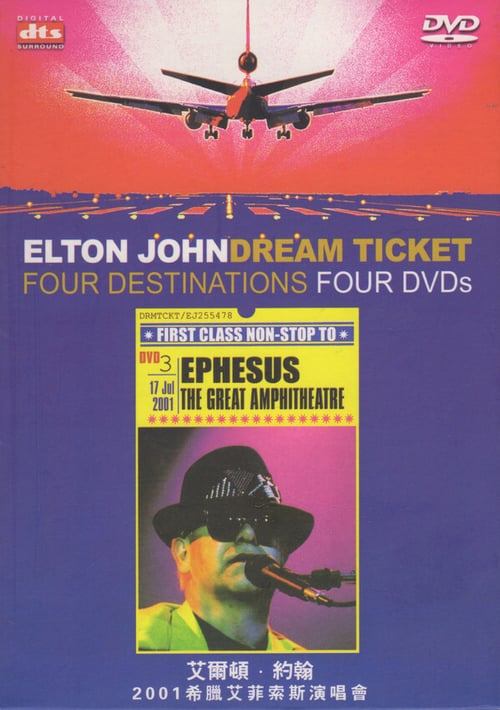 DIGITAL
dts
SURROUND
DVD
VIDEO
ELTON JOHN DREAM TICKET
FOUR DESTINATIONS FOUR DVDs
DRMTCKT/EJ255478
* FIRST CLASS NON-STOP TO *
DVD 3
17 Jul
2001
EPHESUS
THE GREAT AMPHITHEATRE
艾爾頓 · 約翰
2001希臘艾菲索斯演唱會